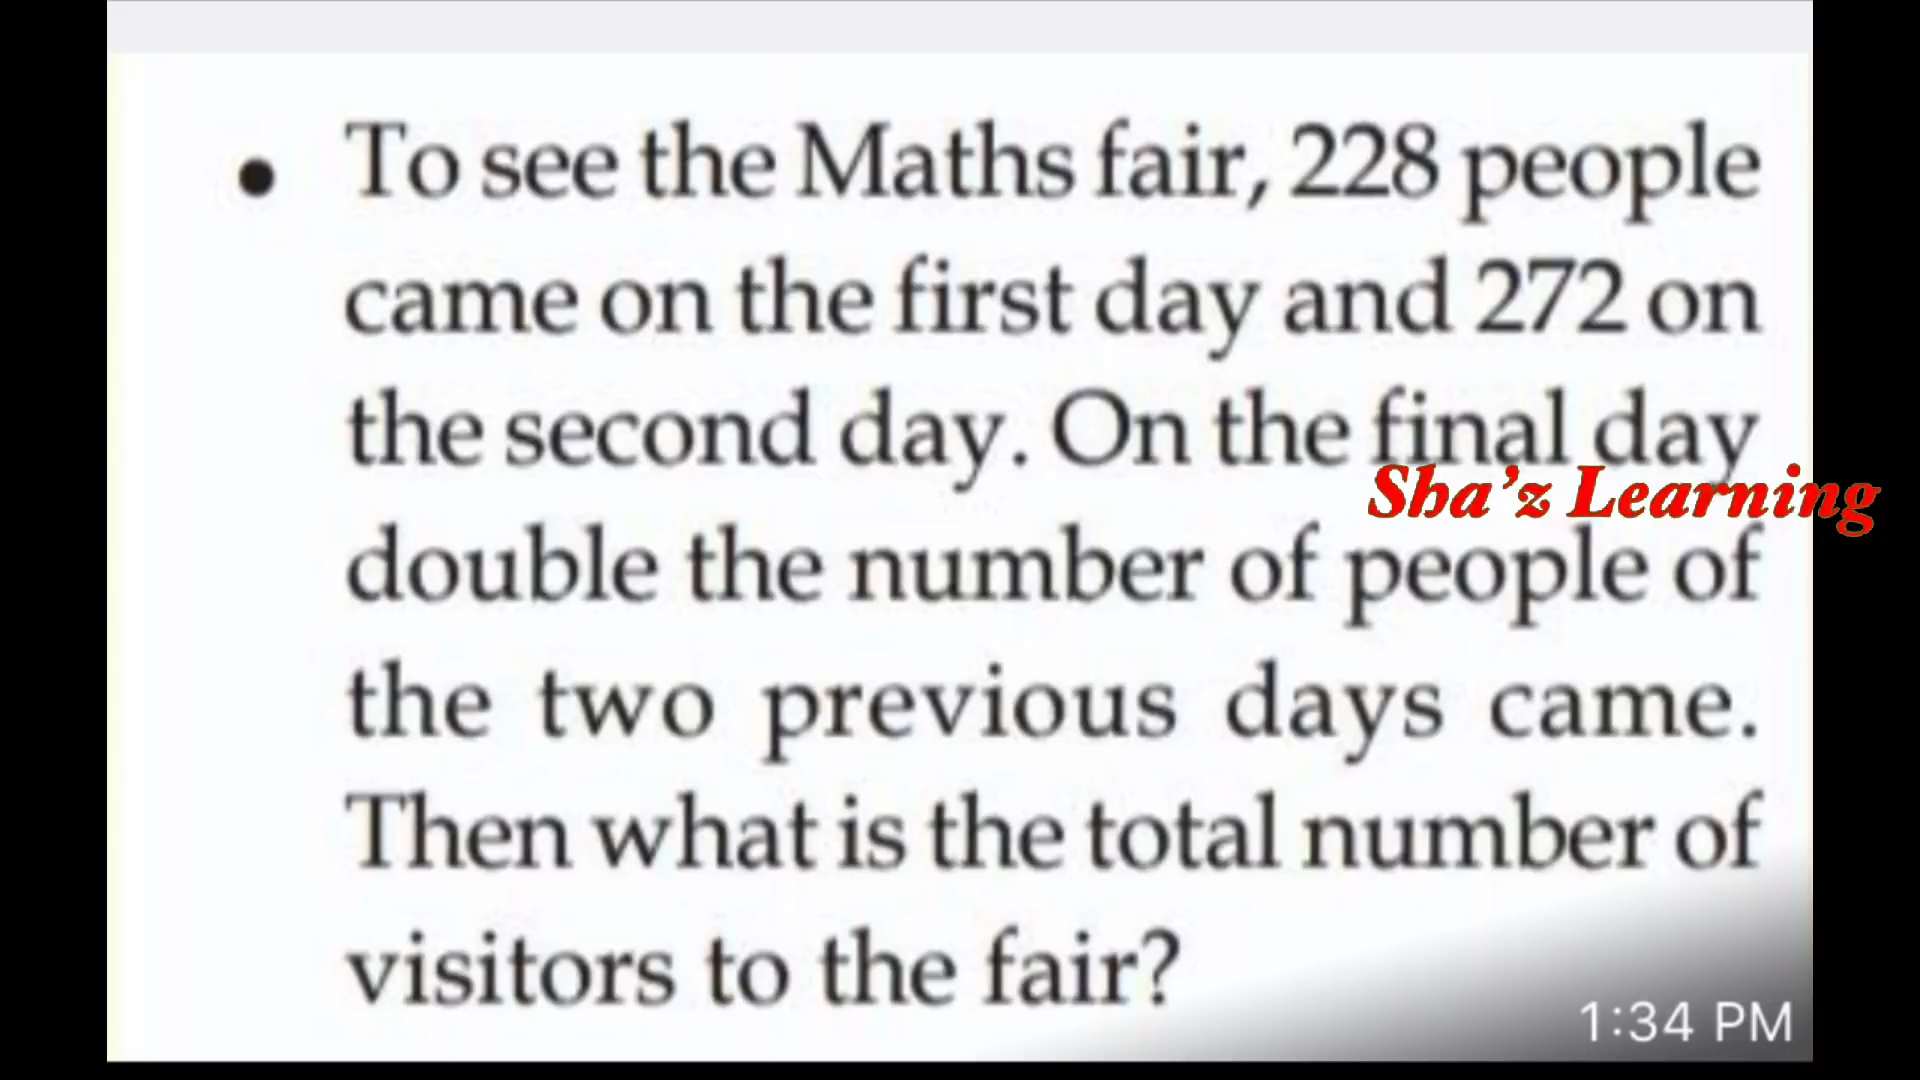 • To see the Maths fair, 228 people
came on the first day and 272 on
the second day. On the final day
Sha'z Learning
double the number of people of
the two previous days came.
Then what is the total number of
visitors to the fair?
1:34 PM